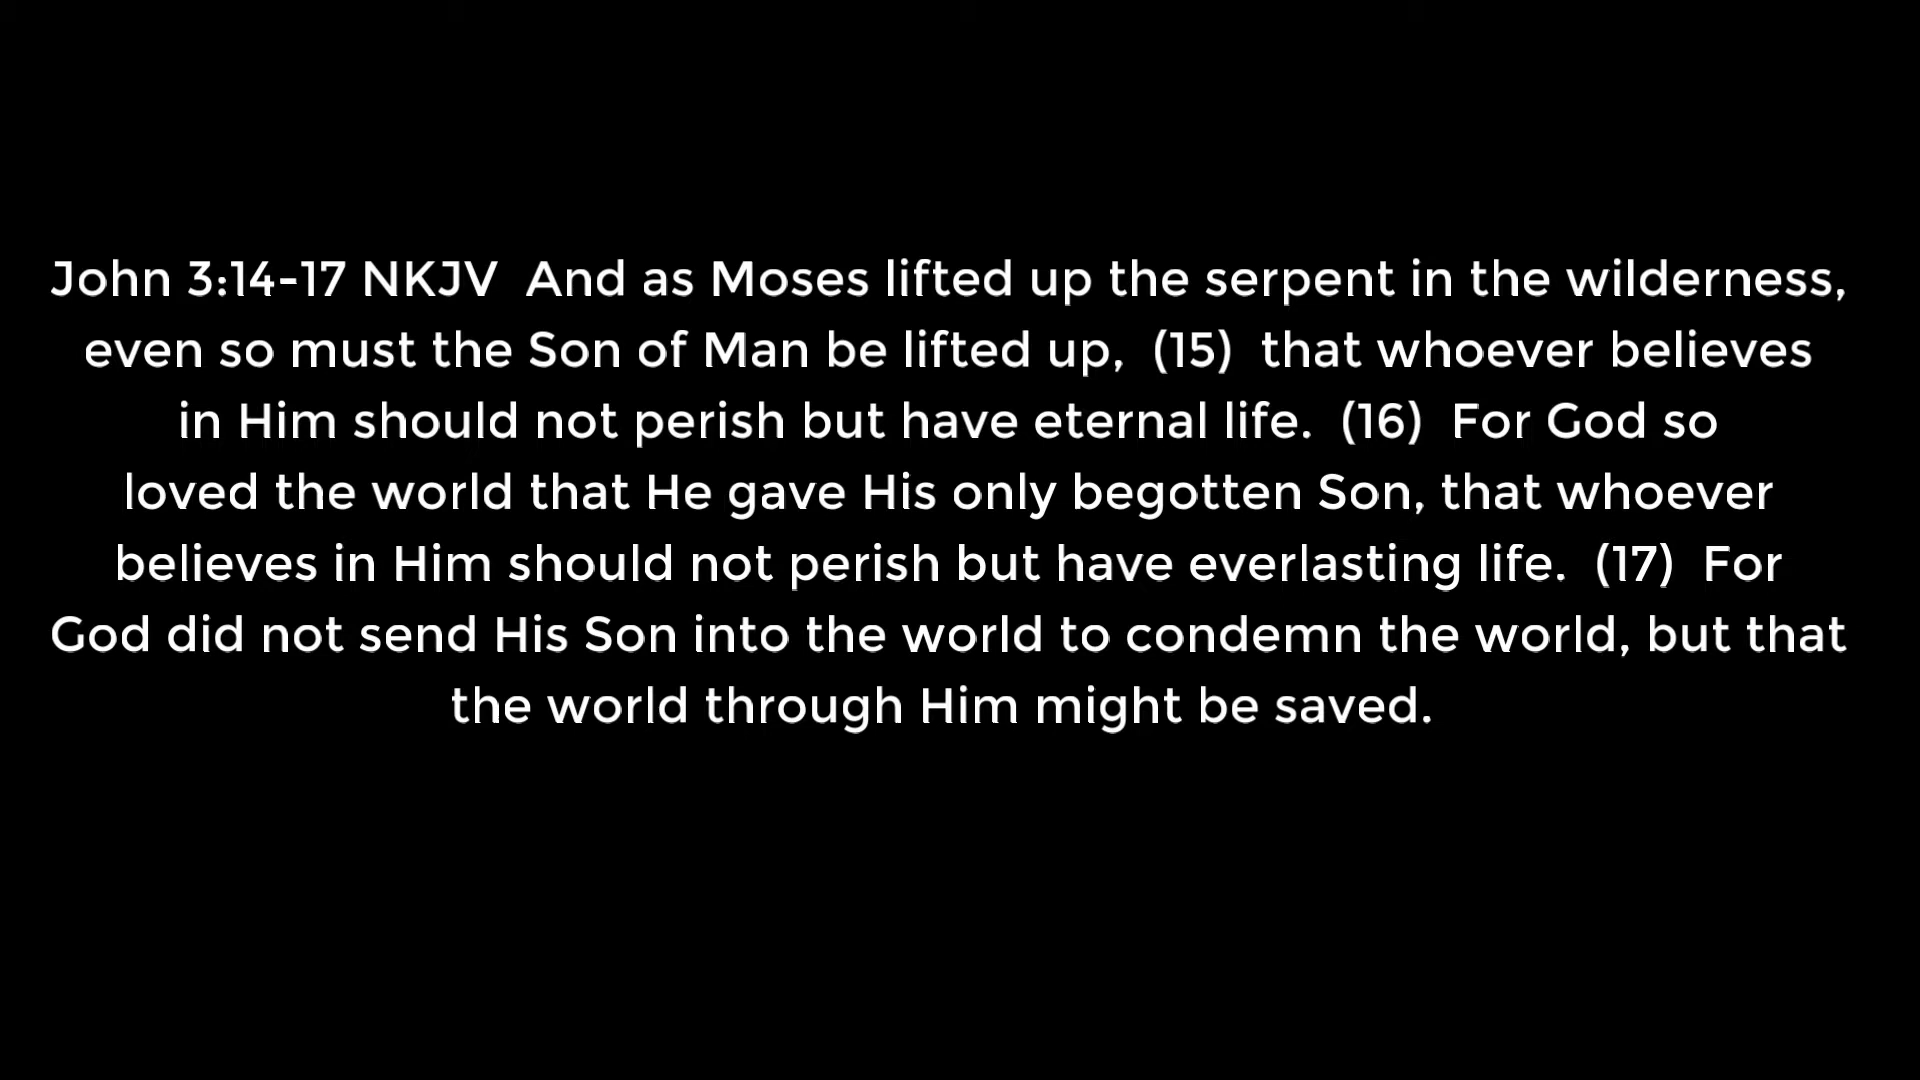 John 3:14-17 NKJV  And as Moses lifted up the serpent in the wilderness,
even so must the Son of Man be lifted up,  (15)  that whoever believes
in Him should not perish but have eternal life.  (16)  For God so
loved the world that He gave His only begotten Son, that whoever
believes in Him should not perish but have everlasting life.  (17)  For
God did not send His Son into the world to condemn the world, but that
the world through Him might be saved.